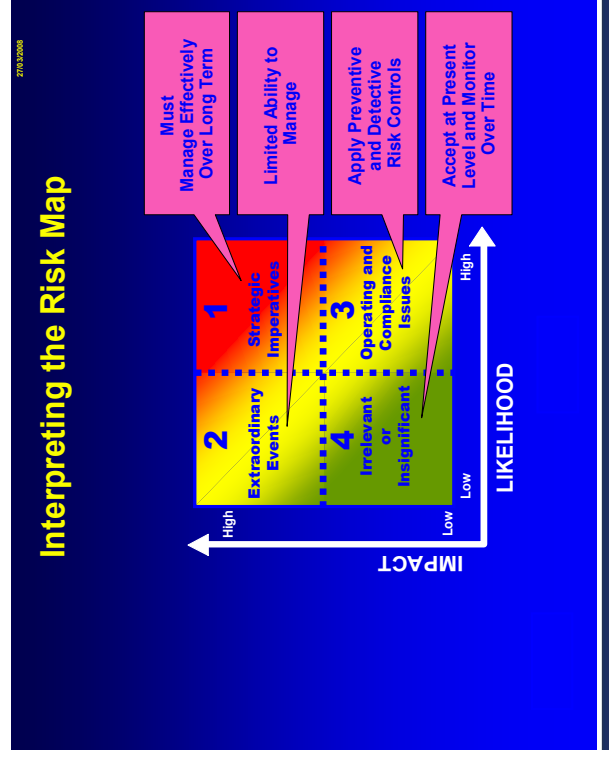 27/03/2008
Interpreting the Risk Map
IMPACT
High
Low
2
Extraordinary
Events
1
Strategic
Imperatives
4
Irrelevant
or
Insignificant
3
Operating and
Compliance
Issues
Low
High
LIKELIHOOD
Must
Manage Effectively
Over Long Term
Limited Ability to
Manage
Apply Preventive
and Detective
Risk Controls
Accept at Present
Level and Monitor
Over Time